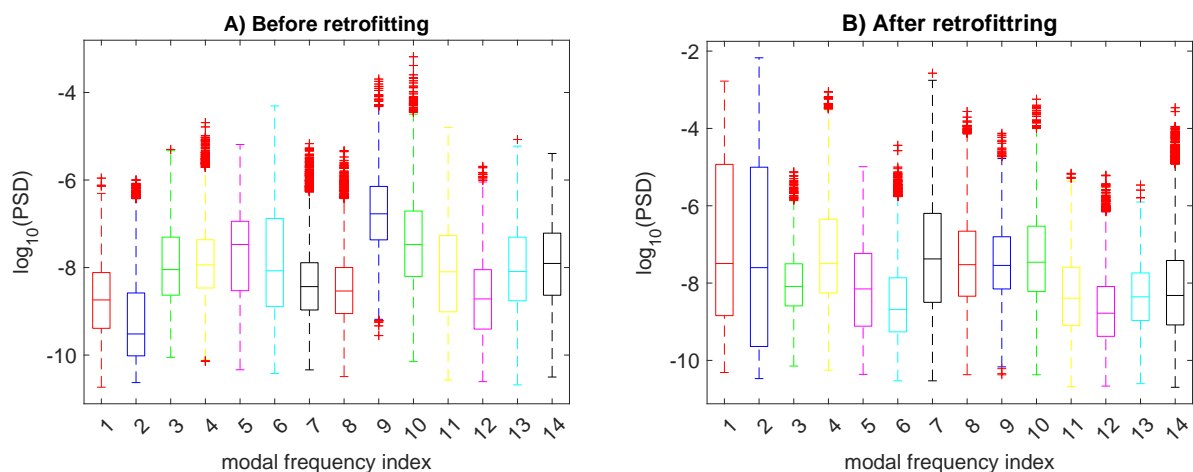 A) Before retrofitting
-4
-6
-8
-10
log10(PSD)
1 2 3 4 5 6 7 8 9 10 11 12 13 14
modal frequency index
B) After retrofittring
-2
-4
-6
-8
-10
log10(PSD)
1 2 3 4 5 6 7 8 9 10 11 12 13 14
modal frequency index